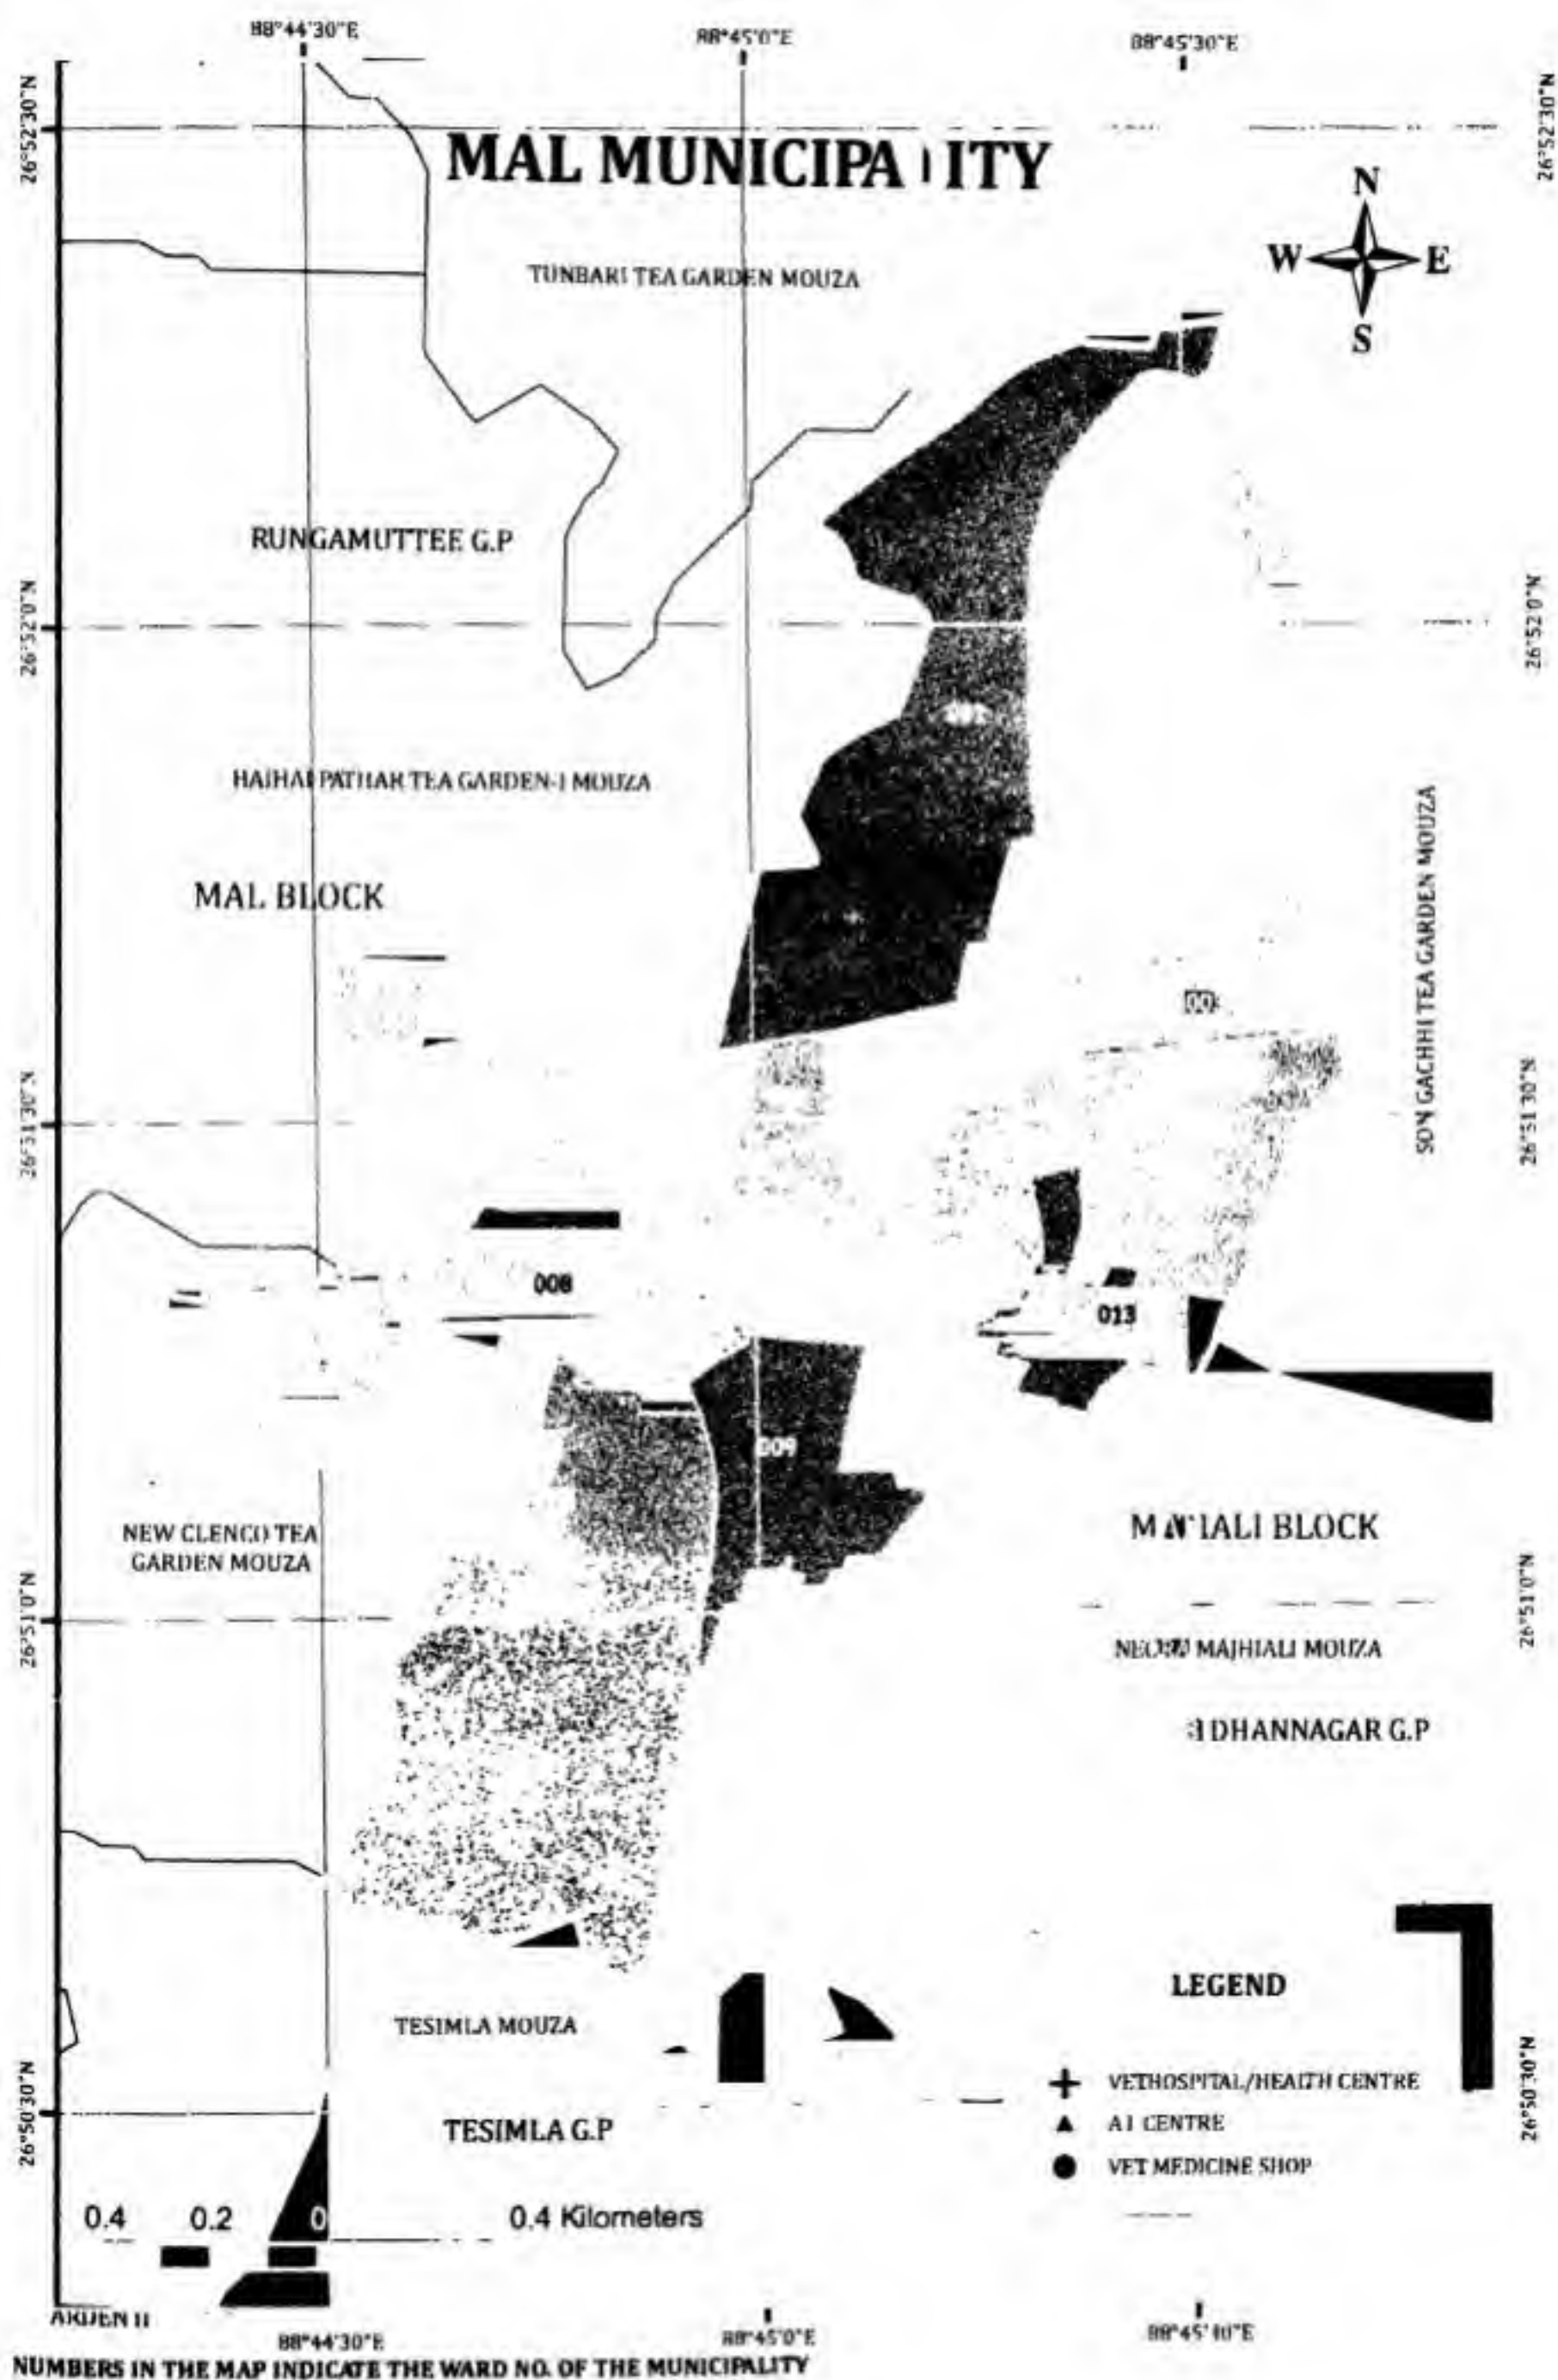 88°44'30"E
88°45'0"E
88°45'30"E
26°52'30"N
26°52'30"N
MAL MUNICIPA ITY
N
W E
S
TUNBARI TEA GARDEN MOUZA
RUNGAMUTTEE G.P
26°52'0"N
26°52'0"N
TEA GARDEN-I MOUZA
MAL BLOCK
SON GACHHI TEA GARDEN MOUZA
00
26°51'30"N
26°51'30"N
008
013
009
NEW CLENCO TEA
GARDEN MOUZA
BLOCK
26°51'0"N
26°51'0"N
MAJHIALI MOUZA
DHANNAGAR G.P
LEGEND
TESIMLA MOUZA
VETHOSPITAL/HEALTH CENTRE
TESIMLA G.P
A I CENTRE
VET MEDICINE SHOP
26°50'30"N
26°50'30"N
0.4 0.2 0 0.4 Kilometers
ARDEN II
88°44'30"E
88°45'0"E
NUMBERS IN THE MAP INDICATE THE WARD NO. OF THE MUNICIPALITY